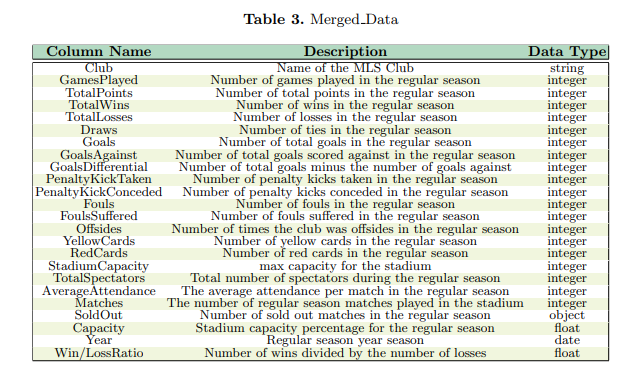 Table 3. Merged_Data
Column Name Description Data Type
Club Name of the MLS Club string
GamesPlayed Number of games played in the regular season integer
TotalPoints Number of total points in the regular season integer
TotalWins Number of wins in the regular season integer
TotalLosses Number of losses in the regular season integer
Draws Number of ties in the regular season integer
Goals Number of total goals in the regular season integer
GoalsAgainst Number of total goals scored against in the regular season integer
GoalsDifferential Number of total goals minus the number of goals against integer
PenaltyKickTaken Number of penalty kicks taken in the regular season integer
PenaltyKickConceded Number of penalty kicks conceded in the regular season integer
Fouls Number of fouls in the regular season integer
FoulsSuffered Number of fouls suffered in the regular season integer
Offsides Number of times the club was offsides in the regular season integer
YellowCards Number of yellow cards in the regular season integer
RedCards Number of red cards in the regular season integer
StadiumCapacity max capacity for the stadium integer
TotalSpectators Total number of spectators during the regular season integer
AverageAttendance The average attendance per match in the regular season integer
Matches The number of regular season matches played in the stadium integer
SoldOut Number of sold out matches in the regular season object
Capacity Stadium capacity percentage for the regular season float
Year Regular season year season date
Win/LossRatio Number of wins divided by the number of losses float